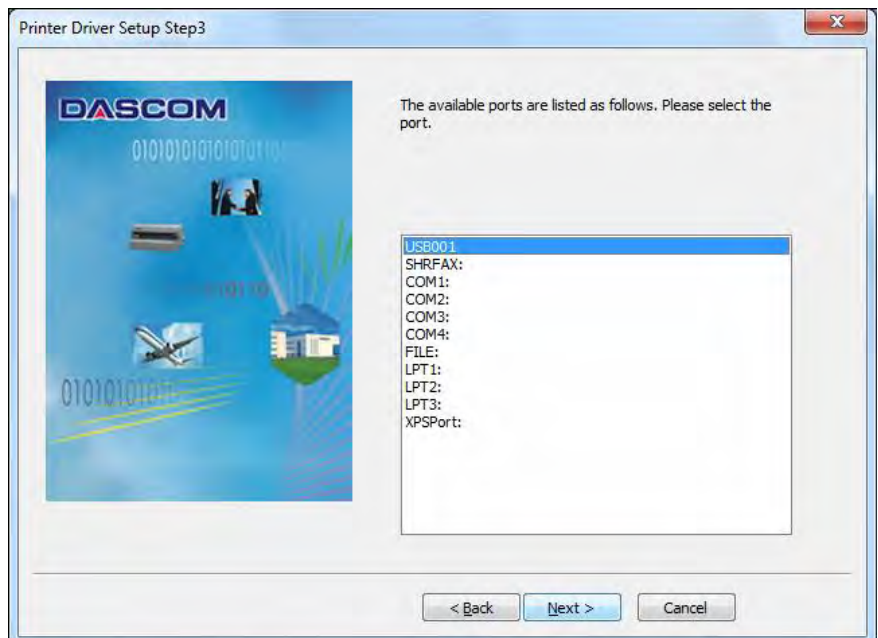 Printer Driver Setup Step3
DASCOM
The available ports are listed as follows. Please select the
port.
USB001
SHRFAX:
COM1:
COM2:
COM3:
COM4:
FILE:
LPT1:
LPT2:
LPT3:
XPSPort:
< Back
Next >
Cancel